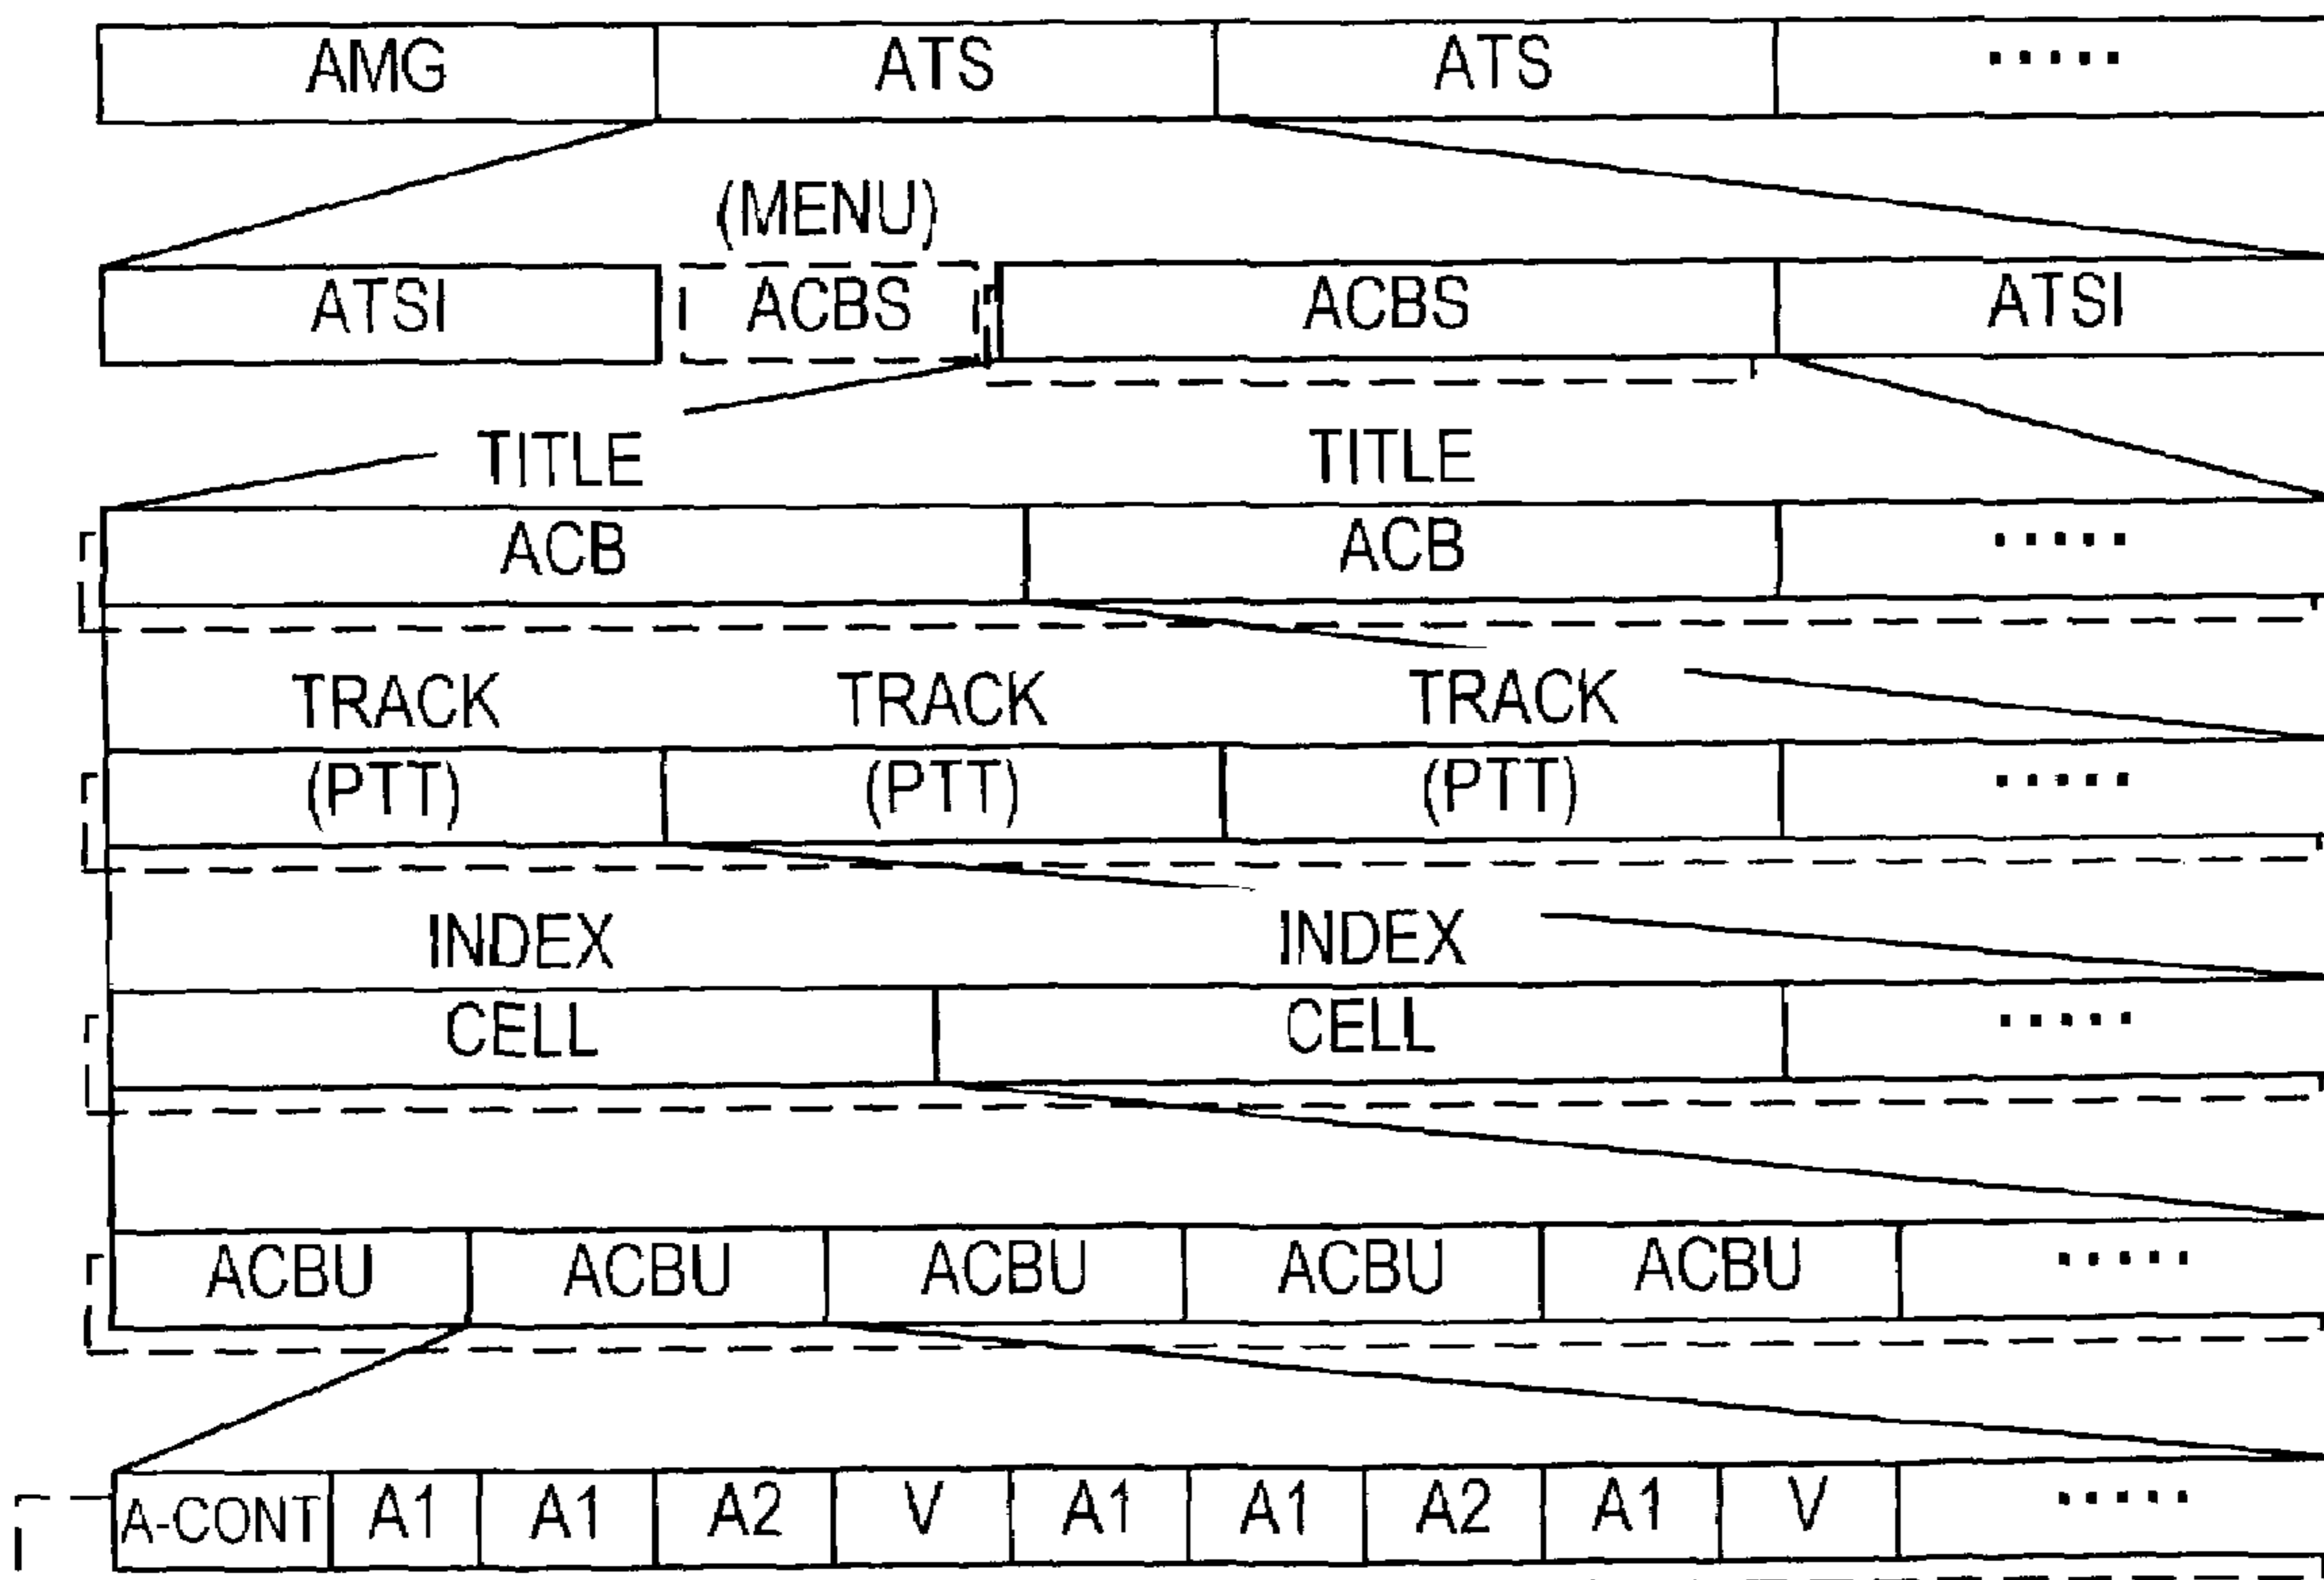 AMG ATS ATS .....
(MENU)
ATSI ACBS ACBS ATSI
TITLE TITLE
ACB ACB .....
TRACK TRACK TRACK
(PTT) (PTT) (PTT) .....
INDEX INDEX
CELL CELL .....
ACBU ACBU ACBU ACBU ACBU .....
A-CONT A1 A1 A2 V A1 A1 A2 A1 V .....